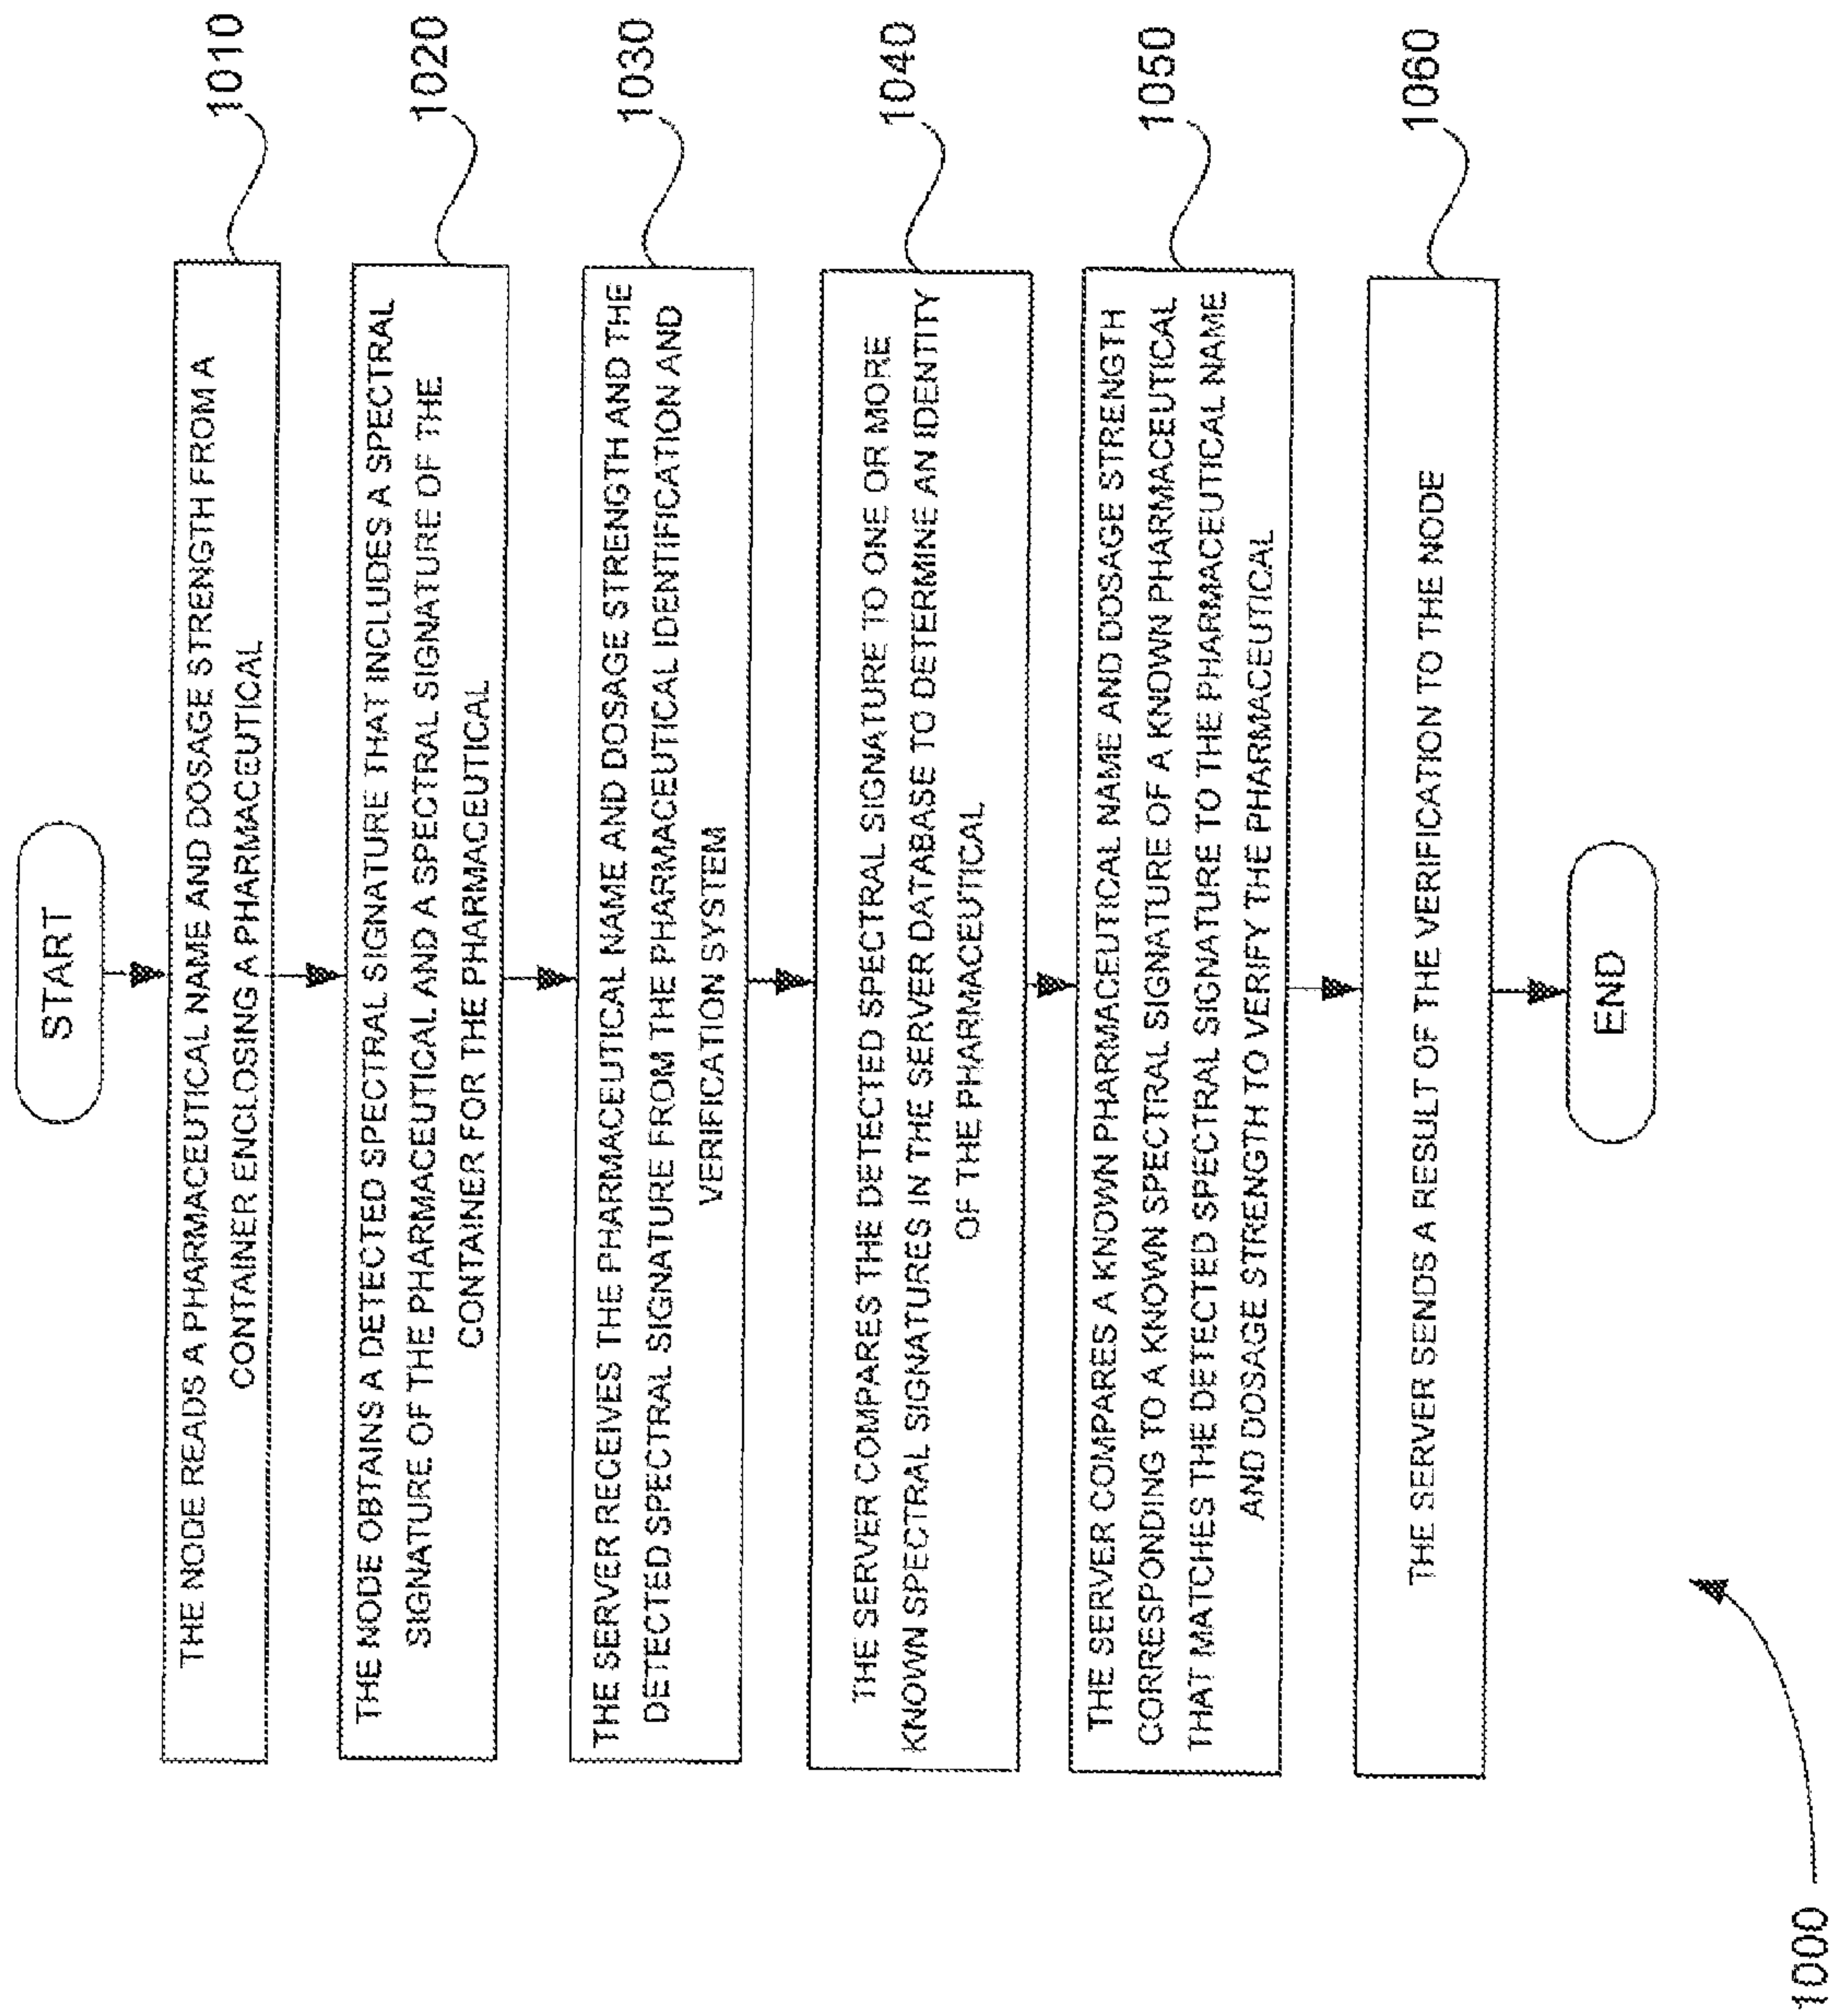 START
THE NODE READS A PHARMACEUTICAL NAME AND DOSAGE STRENGTH FROM A
CONTAINER ENCLOSING A PHARMACEUTICAL
1010
THE NODE OBTAINS A DETECTED SPECTRAL SIGNATURE THAT INCLUDES A SPECTRAL
SIGNATURE OF THE PHARMACEUTICAL AND A SPECTRAL SIGNATURE OF THE
CONTAINER FOR THE PHARMACEUTICAL
1020
THE SERVER RECEIVES THE PHARMACEUTICAL NAME AND DOSAGE STRENGTH AND THE
DETECTED SPECTRAL SIGNATURE FROM THE PHARMACEUTICAL IDENTIFICATION AND
VERIFICATION SYSTEM
1030
THE SERVER COMPARES THE DETECTED SPECTRAL SIGNATURE TO ONE OR MORE
KNOWN SPECTRAL SIGNATURES IN THE SERVER DATABASE TO DETERMINE AN IDENTITY
OF THE PHARMACEUTICAL
1040
THE SERVER COMPARES A KNOWN PHARMACEUTICAL NAME AND DOSAGE STRENGTH
CORRESPONDING TO A KNOWN SPECTRAL SIGNATURE OF A KNOWN PHARMACEUTICAL
THAT MATCHES THE DETECTED SPECTRAL SIGNATURE TO THE PHARMACEUTICAL NAME
AND DOSAGE STRENGTH TO VERIFY THE PHARMACEUTICAL
1050
THE SERVER SENDS A RESULT OF THE VERIFICATION TO THE NODE
1060
END
1000